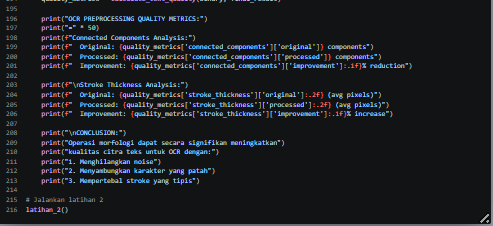 195
196 print("OCR PREPROCESSING QUALITY METRICS:")
197 print("=" * 50)
198 print(f"Connected Components Analysis:")
199 print(f"  Original: {quality_metrics['connected_components']['original']} components")
200 print(f"  Processed: {quality_metrics['connected_components']['processed']} components")
201 print(f"  Improvement: {quality_metrics['connected_components']['improvement']:.1f}% reduction")
202
203 print(f"\nStroke Thickness Analysis:")
204 print(f"  Original: {quality_metrics['stroke_thickness']['original']:.2f} (avg pixels)")
205 print(f"  Processed: {quality_metrics['stroke_thickness']['processed']:.2f} (avg pixels)")
206 print(f"  Improvement: {quality_metrics['stroke_thickness']['improvement']:.1f}% increase")
207
208 print("\nCONCLUSION:")
209 print("Operasi morfologi dapat secara signifikan meningkatkan")
210 print("kualitas citra teks untuk OCR dengan:")
211 print("1. Menghilangkan noise")
212 print("2. Menyambungkan karakter yang patah")
213 print("3. Mempertebal stroke yang tipis")
214
215 # Jalankan latihan 2
216 latihan_2()